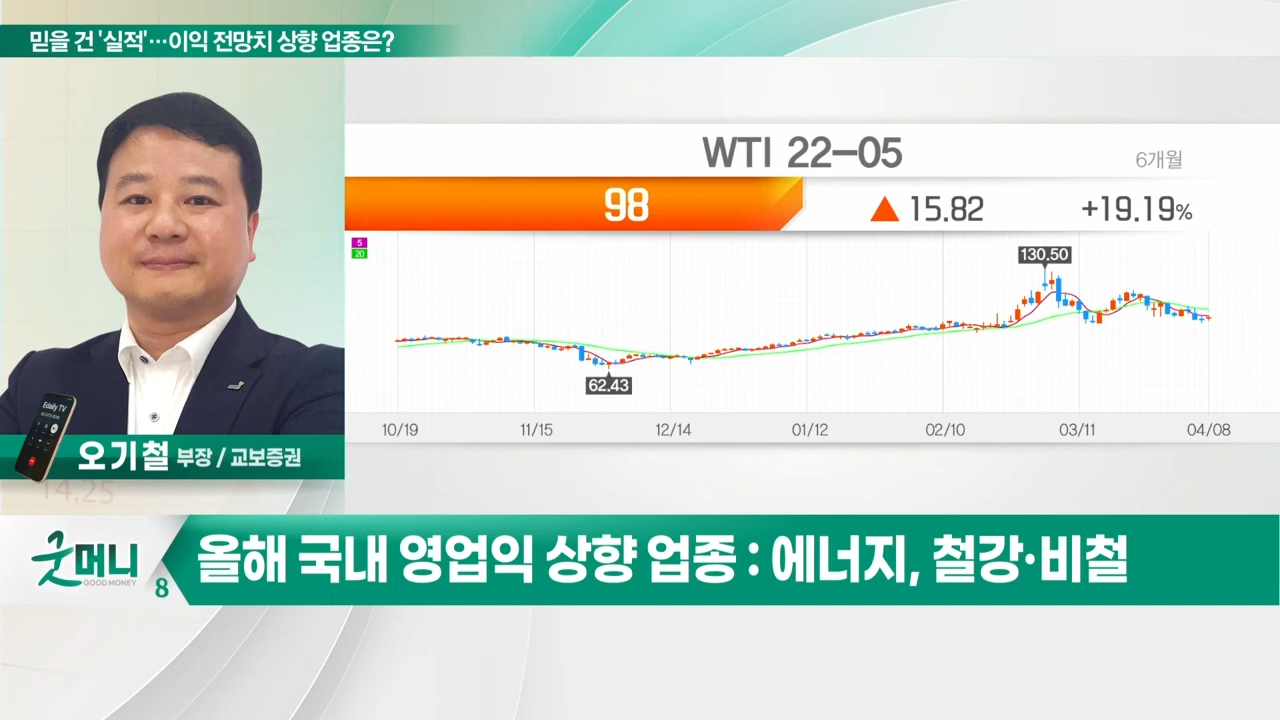 믿을 건 '실적'…이익 전망치 상향 업종은?
WTI 22-05
6개월
98 ▲ 15.82 +19.19%
5
20
130.50
62.43
10/19 11/15 12/14 01/12 02/10 03/11 04/08
Edaily TV
오기철 부장 / 교보증권
14.25
굿머니
GOOD MONEY
8
올해 국내 영업익 상향 업종 : 에너지, 철강·비철